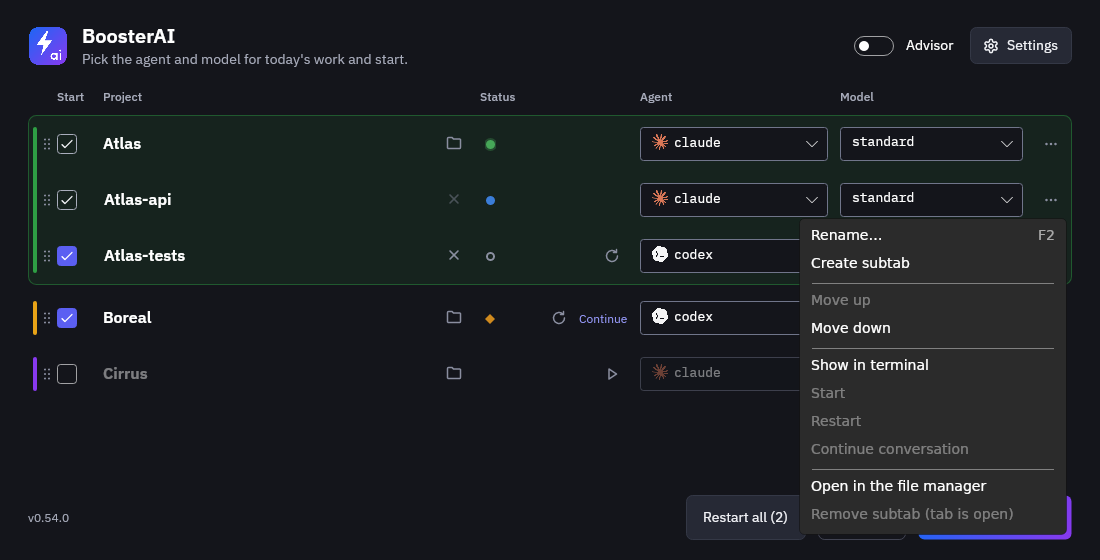 ai
BoosterAI
Pick the agent and model for today's work and start.
Advisor
Settings
Start Project Status Agent Model
Atlas claude standard
Atlas-api claude standard
Atlas-tests codex
Boreal Continue codex
Cirrus claude
Rename... F2
Create subtab
Move up
Move down
Show in terminal
Start
Restart
Continue conversation
Open in the file manager
Remove subtab (tab is open)
v0.54.0
Restart all (2)